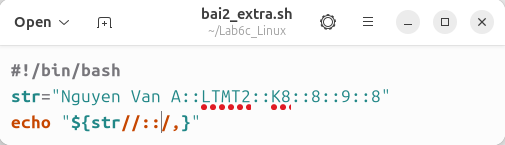 Open
bai2_extra.sh
~/Lab6c_Linux
#!/bin/bash
str="Nguyen Van A::LTMT2::K8::8::9::8"
echo "${str//::/,}"